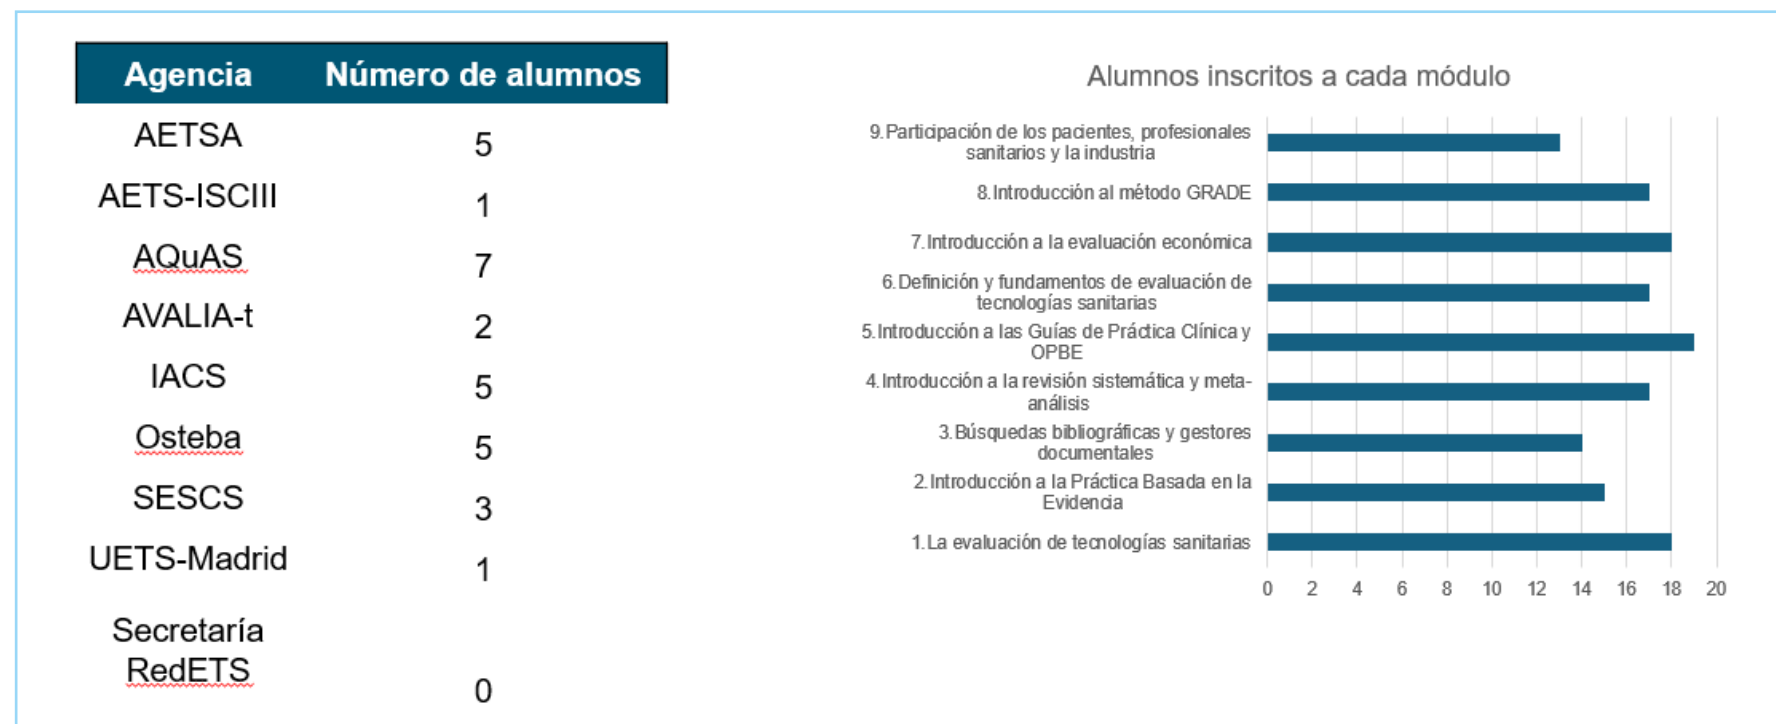 Agencia Número de alumnos
AETSA 5
AETS-ISCIII 1
AQuAS 7
AVALIA-t 2
IACS 5
Osteba 5
SESCS 3
UETS-Madrid 1
Secretaría
RedETS 0
Alumnos inscritos a cada módulo
9.Participación de los pacientes, profesionales
sanitarios y la industria
8.Introducción al método GRADE
7.Introducción a la evaluación económica
6.Definición y fundamentos de evaluación de
tecnologías sanitarias
5.Introducción a las Guías de Práctica Clínica y
OPBE
4.Introducción a la revisión sistemática y meta-
análisis
3.Búsquedas bibliográficas y gestores
documentales
2.Introducción a la Práctica Basada en la
Evidencia
1.La evaluación de tecnologías sanitarias
0 2 4 6 8 10 12 14 16 18 20